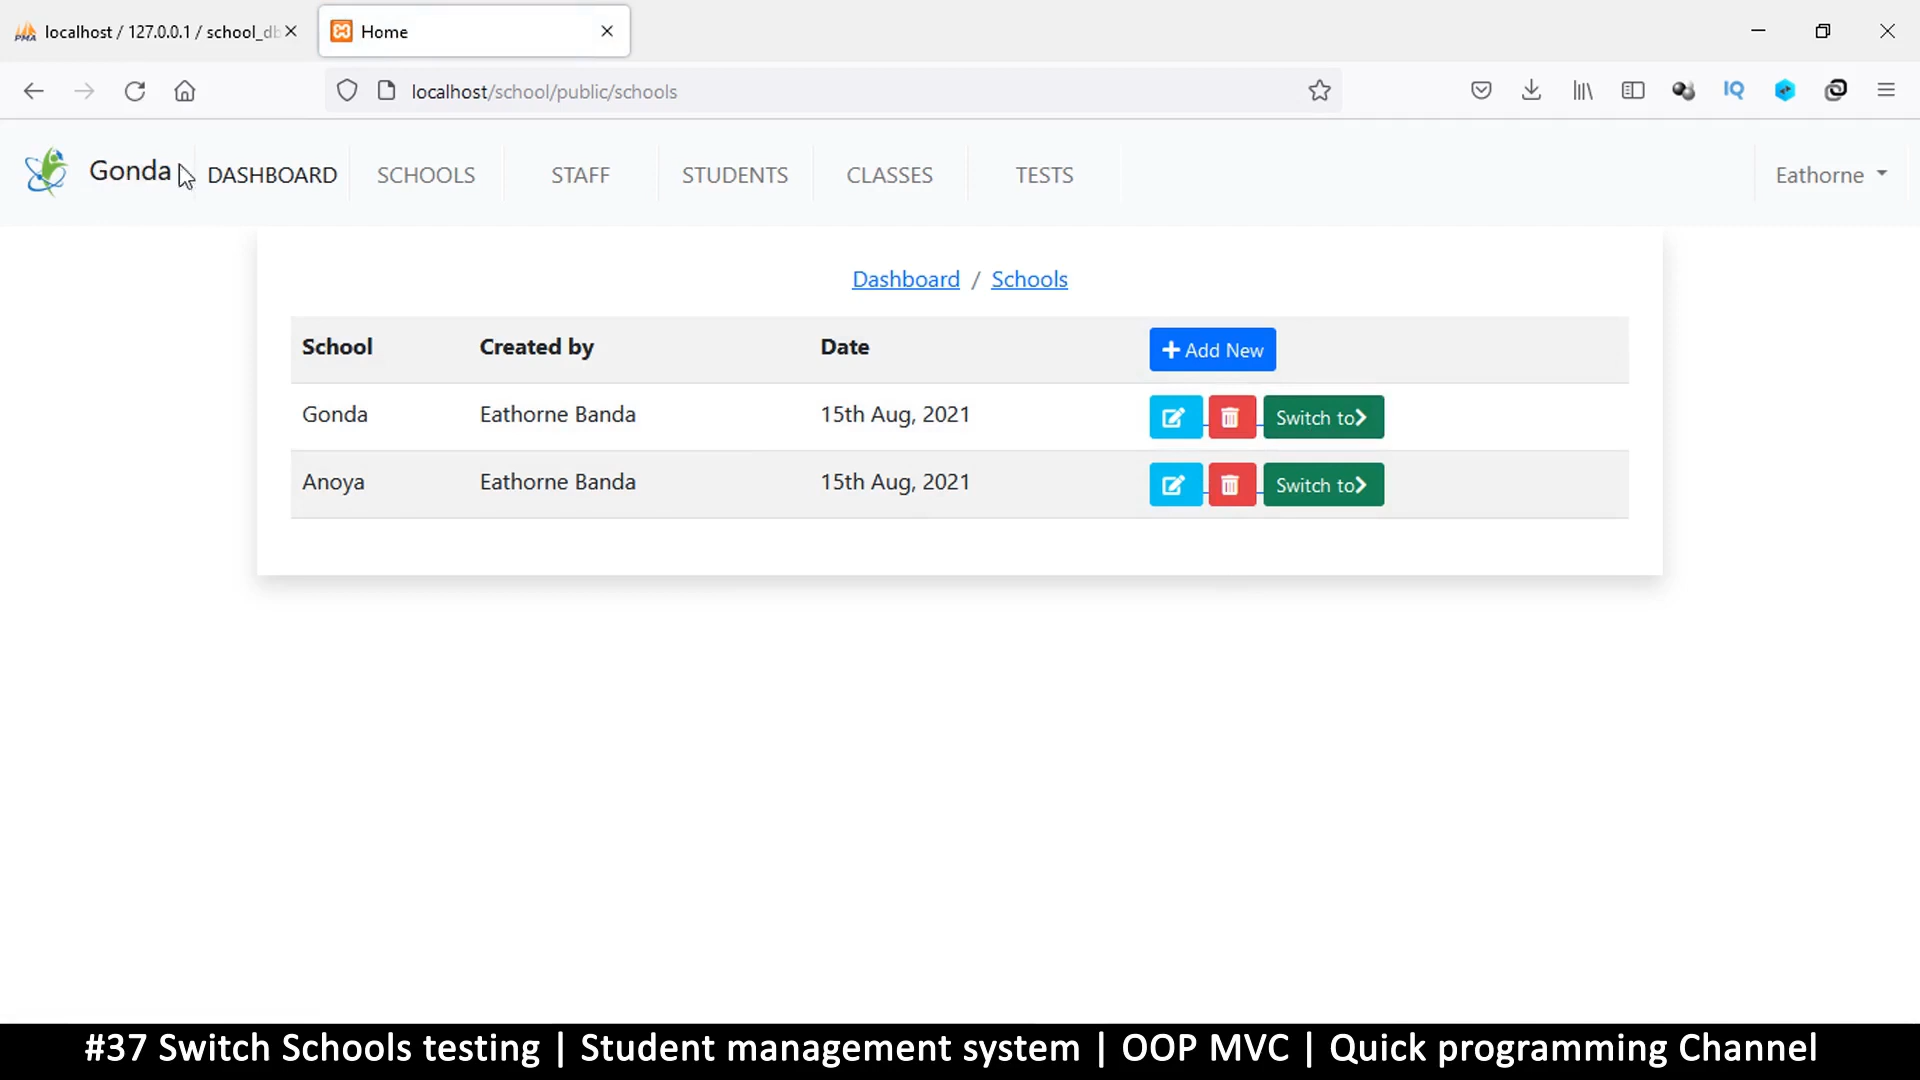 localhost / 127.0.0.1 / school_db
Home
localhost/school/public/schools
IQ
Gonda DASHBOARD SCHOOLS STAFF STUDENTS CLASSES TESTS Eathorne
Dashboard / Schools
School Created by Date Add New
Gonda Eathorne Banda 15th Aug, 2021 Switch to
Anoya Eathorne Banda 15th Aug, 2021 Switch to
#37 Switch Schools testing | Student management system | OOP MVC | Quick programming Channel